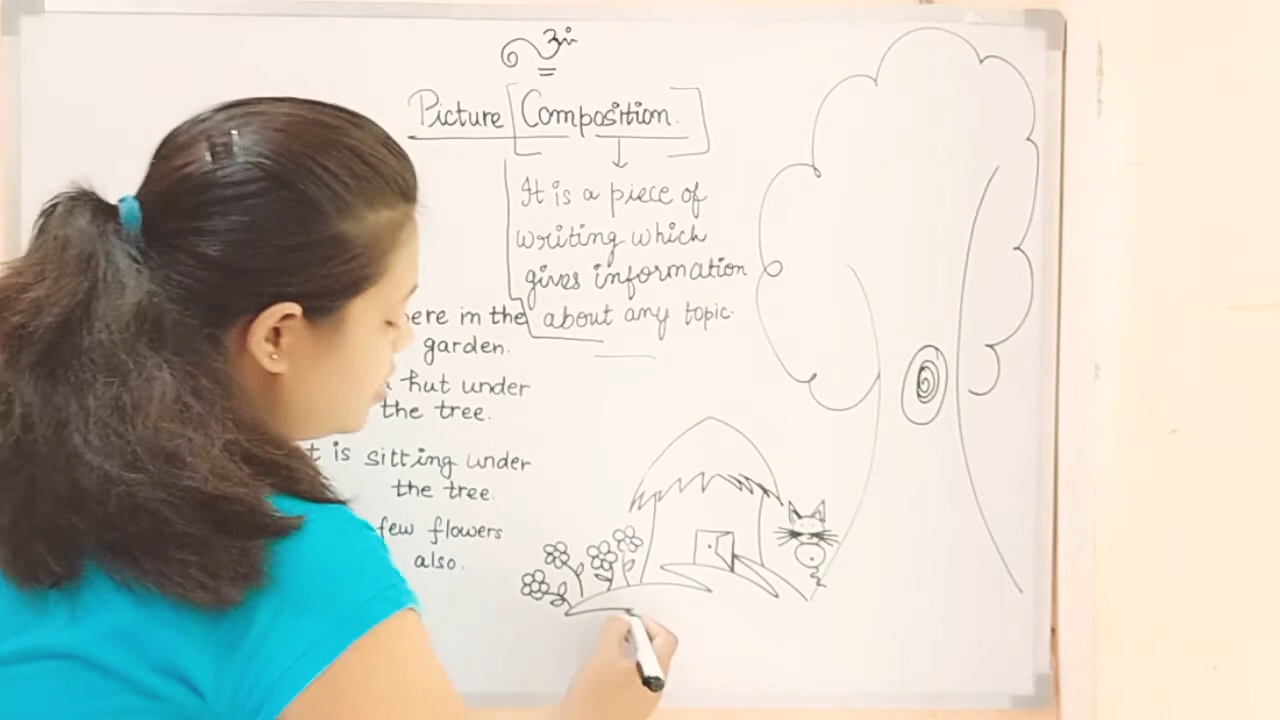 Picture [Composition.]
It is a piece of
writing which
gives information
about any topic.
in the
garden.
hut under
the tree.
is sitting under
the tree.
few flowers
also.